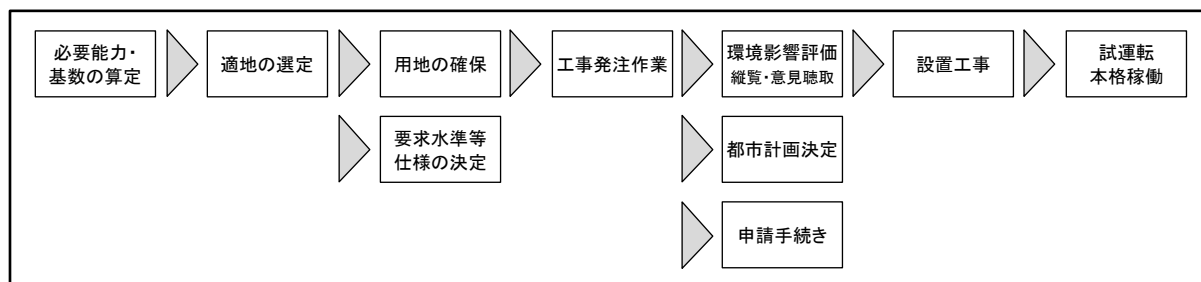 必要能力・
基数の算定
適地の選定
用地の確保
工事発注作業
環境影響評価
縦覧・意見聴取
設置工事
試運転
本格稼働
要求水準等
仕様の決定
都市計画決定
申請手続き